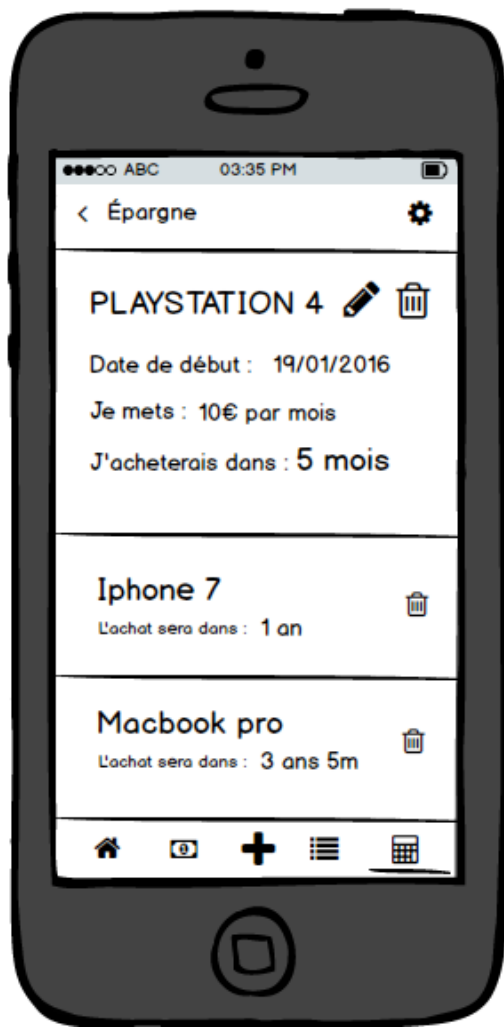 ABC 03:35 PM
< Épargne
PLAYSTATION 4
Date de début : 19/01/2016
Je mets : 10€ par mois
J'acheterais dans : 5 mois
Iphone 7
L'achat sera dans : 1 an
Macbook pro
L'achat sera dans : 3 ans 5m